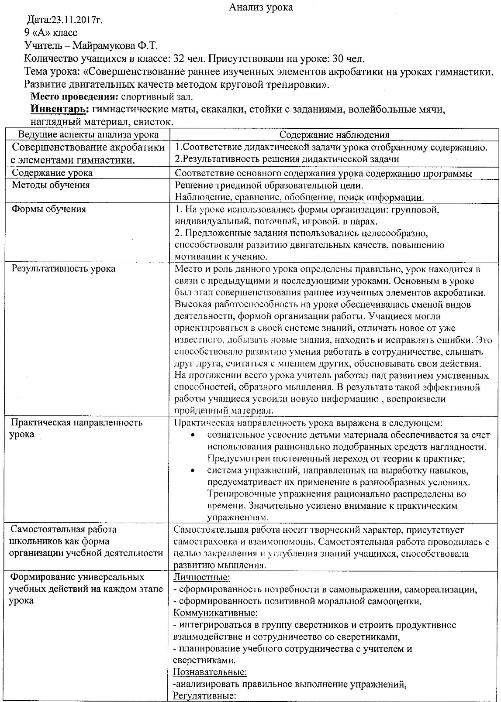 Анализ урока
Дата:23.11.2017г.
9 «А» класс
Учитель – Майрамукова Ф.Т.
Количество учащихся в классе: 32 чел. Присутствовали на уроке: 30 чел.
Тема урока: «Совершенствование раннее изученных элементов акробатики на уроках гимнастики.
Развитие двигательных качеств методом круговой тренировки».
Место проведения: спортивный зал.
Инвентарь: гимнастические маты, скакалки, стойки с заданиями, волейбольные мячи,
наглядный материал, свисток.
Ведущие аспекты анализа урока
Содержание наблюдения
Совершенствование акробатики
с элементами гимнастики.
1.Соответствие дидактической задачи урока отобранному содержанию.
2.Результативность решения дидактической задачи
Содержание урока
Соответствие основного содержания урока содержанию программы
Методы обучения
Решение триединой образовательной цели.
Наблюдение, сравнение, обобщение, поиск информации.
Формы обучения
1. На уроке использовались формы организации: групповой,
индивидуальный, поточный, игровой. в парах.
2. Предложенные задания использовались целесообразно,
способствовали развитию двигательных качеств, повышению
мотивации к учению.
Результативность урока
Место и роль данного урока определены правильно, урок находится в
связи с предыдущими и последующими уроками. Основным в уроке
был этап совершенствования раннее изученных элементов акробатики.
Высокая работоспособность на уроке обеспечивалась сменой видов
деятельности, формой организации работы. Учащиеся могли
ориентироваться в своей системе знаний, отличать новое от уже
известного, добывать новые знания, находить и исправлять ошибки. Это
способствовало развитию умения работать в сотрудничестве, слышать
друг друга, считаться с мнением других, обосновывать свои действия.
На протяжении всего урока учитель работал над развитием умственных
способностей, образного мышления. В результате такой эффективной
работы учащиеся усвоили новую информацию , воспроизвели
пройденный материал.
Практическая направленность
урока
Практическая направленность урока выражена в следующем:
• сознательное усвоение детьми материала обеспечивается за счет
использования рационально подобранных средств наглядности.
Предусмотрен постепенный переход от теории к практике;
• система упражнений, направленных на выработку навыков,
предусматривает их применение в разнообразных условиях.
Тренировочные упражнения рационально распределены во
времени. Значительно усилено внимание к практическим
упражнениям.
Самостоятельная работа
школьников как форма
организации учебной деятельности
Самостоятельная работа носит творческий характер, присутствует
самостраховка и взаимопомощь. Самостоятельная работа проводилась с
целью закрепления и углубления знаний учащихся, способствовала
развитию мышления.
Формирование универсальных
учебных действий на каждом этапе
урока
Личностные:
- сформированность потребности в самовыражении, самореализации,
- сформированность позитивной моральной самооценки,
Коммуникативные:
- интегрироваться в группу сверстников и строить продуктивное
взаимодействие и сотрудничество со сверстниками,
- планирование учебного сотрудничества с учителем и
сверстниками.
Познавательные:
-анализировать правильное выполнение упражнений,
Регулятивные: